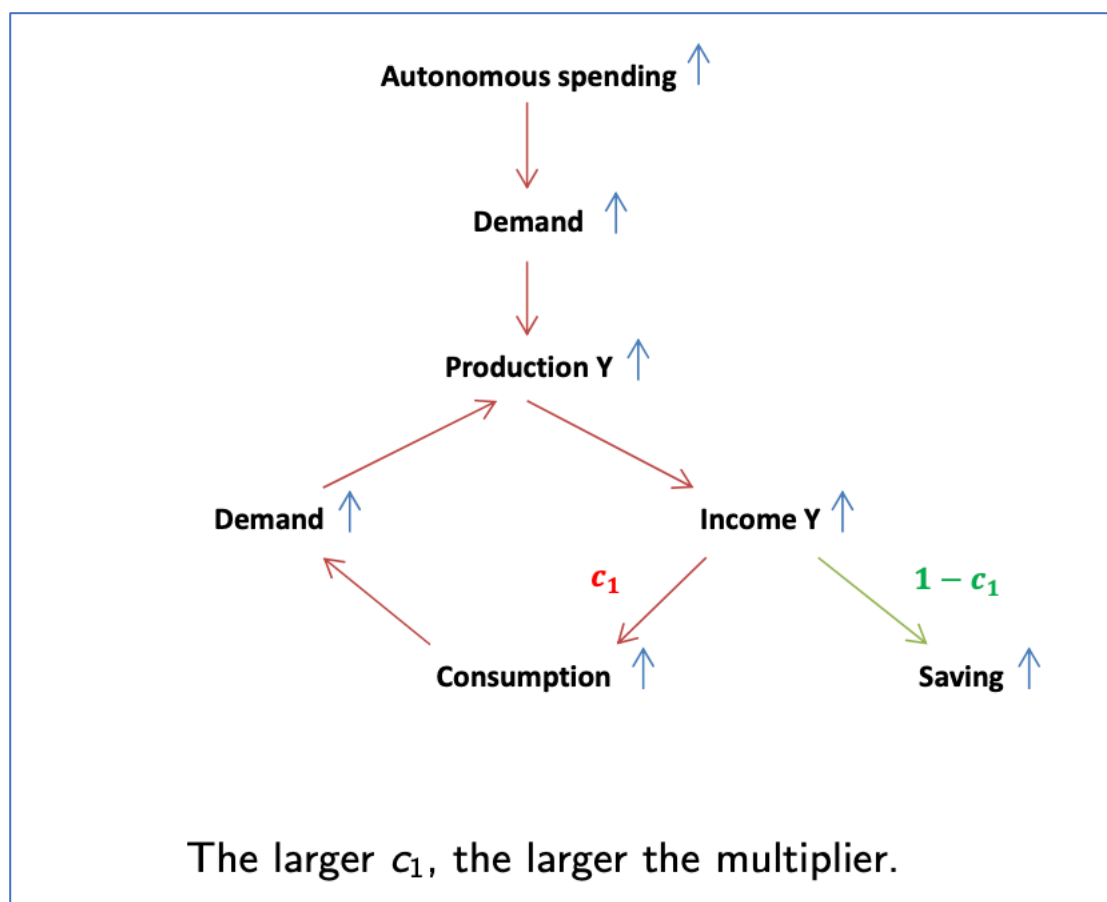 Autonomous spending
Demand
Production Y
Demand
Income Y
c₁
1 − c₁
Consumption
Saving
The larger c₁, the larger the multiplier.